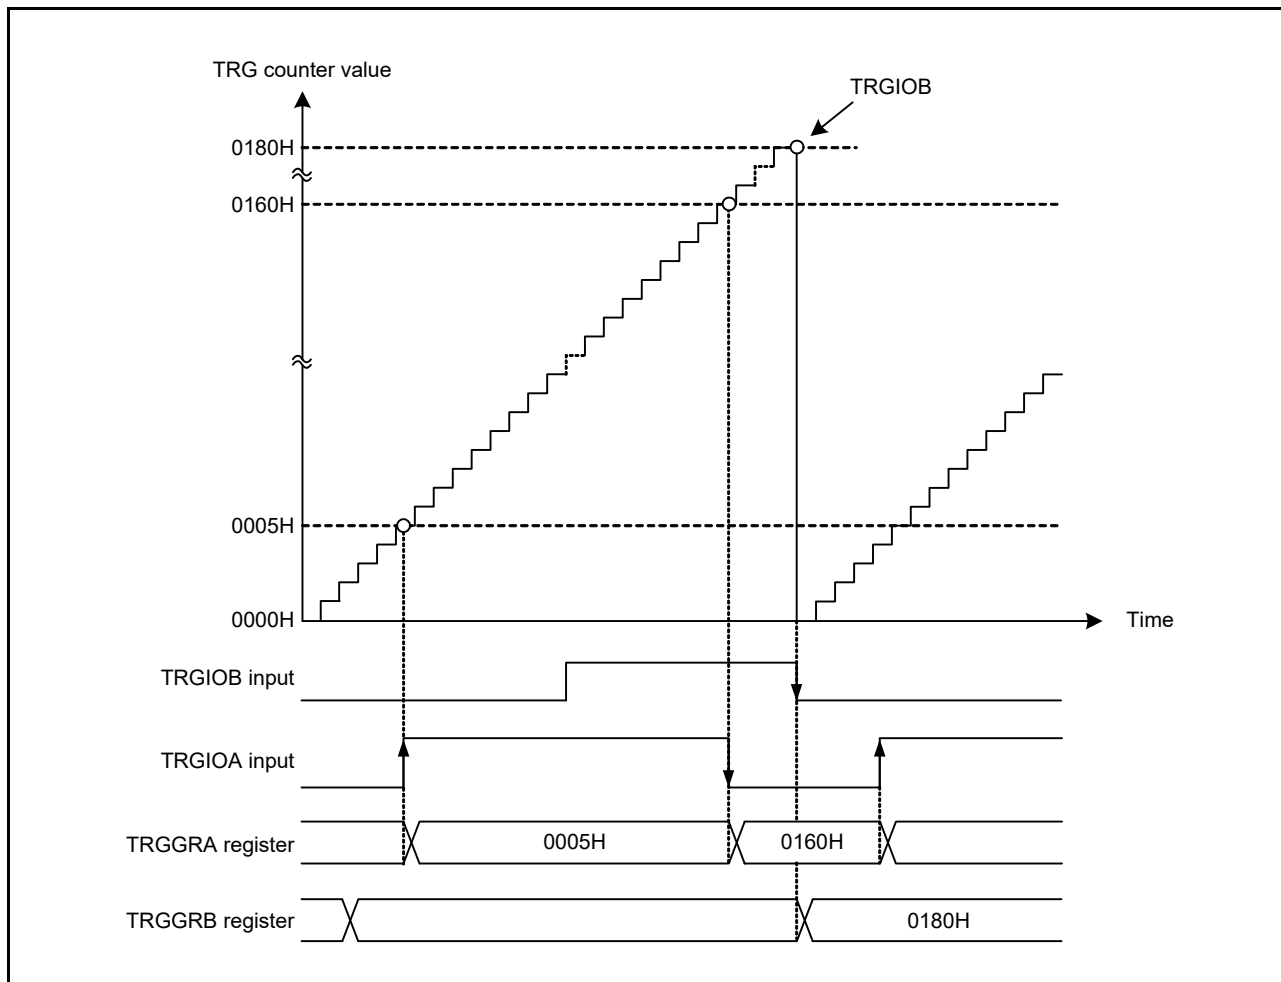 TRG counter value
TRGIOB
0180H
0160H
0005H
0000H
Time
TRGIOB input
TRGIOA input
TRGGRA register
0005H
0160H
TRGGRB register
0180H